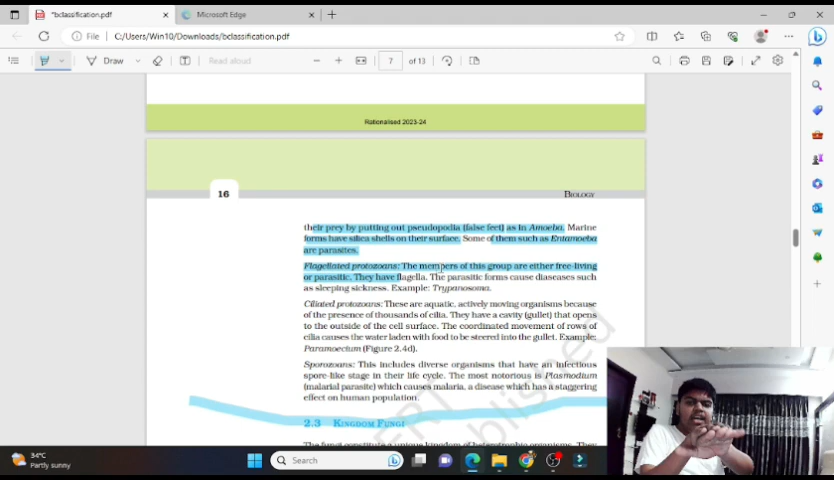 *bclassification.pdf
Microsoft Edge
File
C:/Users/Win10/Downloads/bclassification.pdf
Draw
Read aloud
7
of 13
Rationalised 2023-24
16
BIOLOGY
their prey by putting out pseudopodia (false feet) as in Amoeba. Marine
forms have silica shells on their surface. Some of them such as Entamoeba
are parasites.
Flagellated protozoans: The members of this group are either free-living
or parasitic. They have flagella. The parasitic forms cause diaseases such
as sleeping sickness. Example: Trypanosoma.
Ciliated protozoans: These are aquatic, actively moving organisms because
of the presence of thousands of cilia. They have a cavity (gullet) that opens
to the outside of the cell surface. The coordinated movement of rows of
cilia causes the water laden with food to be steered into the gullet. Example:
Paramoecium (Figure 2.4d).
Sporozoans: This includes diverse organisms that have an infectious
spore-like stage in their life cycle. The most notorious is Plasmodium
(malarial parasite) which causes malaria, a disease which has a staggering
effect on human population.
2.3 KINGDOM FUNGI
The fungi constitute a unique kingdom of heterotrophic organisms. They
34°C
Partly sunny
Search